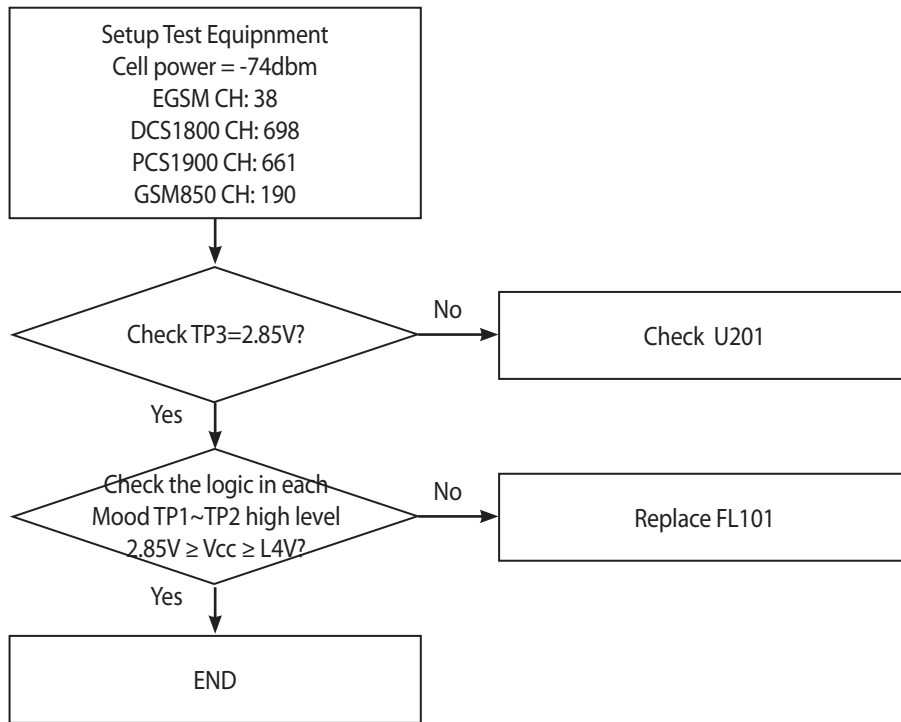 Setup Test Equipnment
Cell power = -74dbm
EGSM CH: 38
DCS1800 CH: 698
PCS1900 CH: 661
GSM850 CH: 190
Check TP3=2.85V?
No
Check U201
Yes
Check the logic in each
Mood TP1~TP2 high level
2.85V ≥ Vcc ≥ L4V?
No
Replace FL101
Yes
END